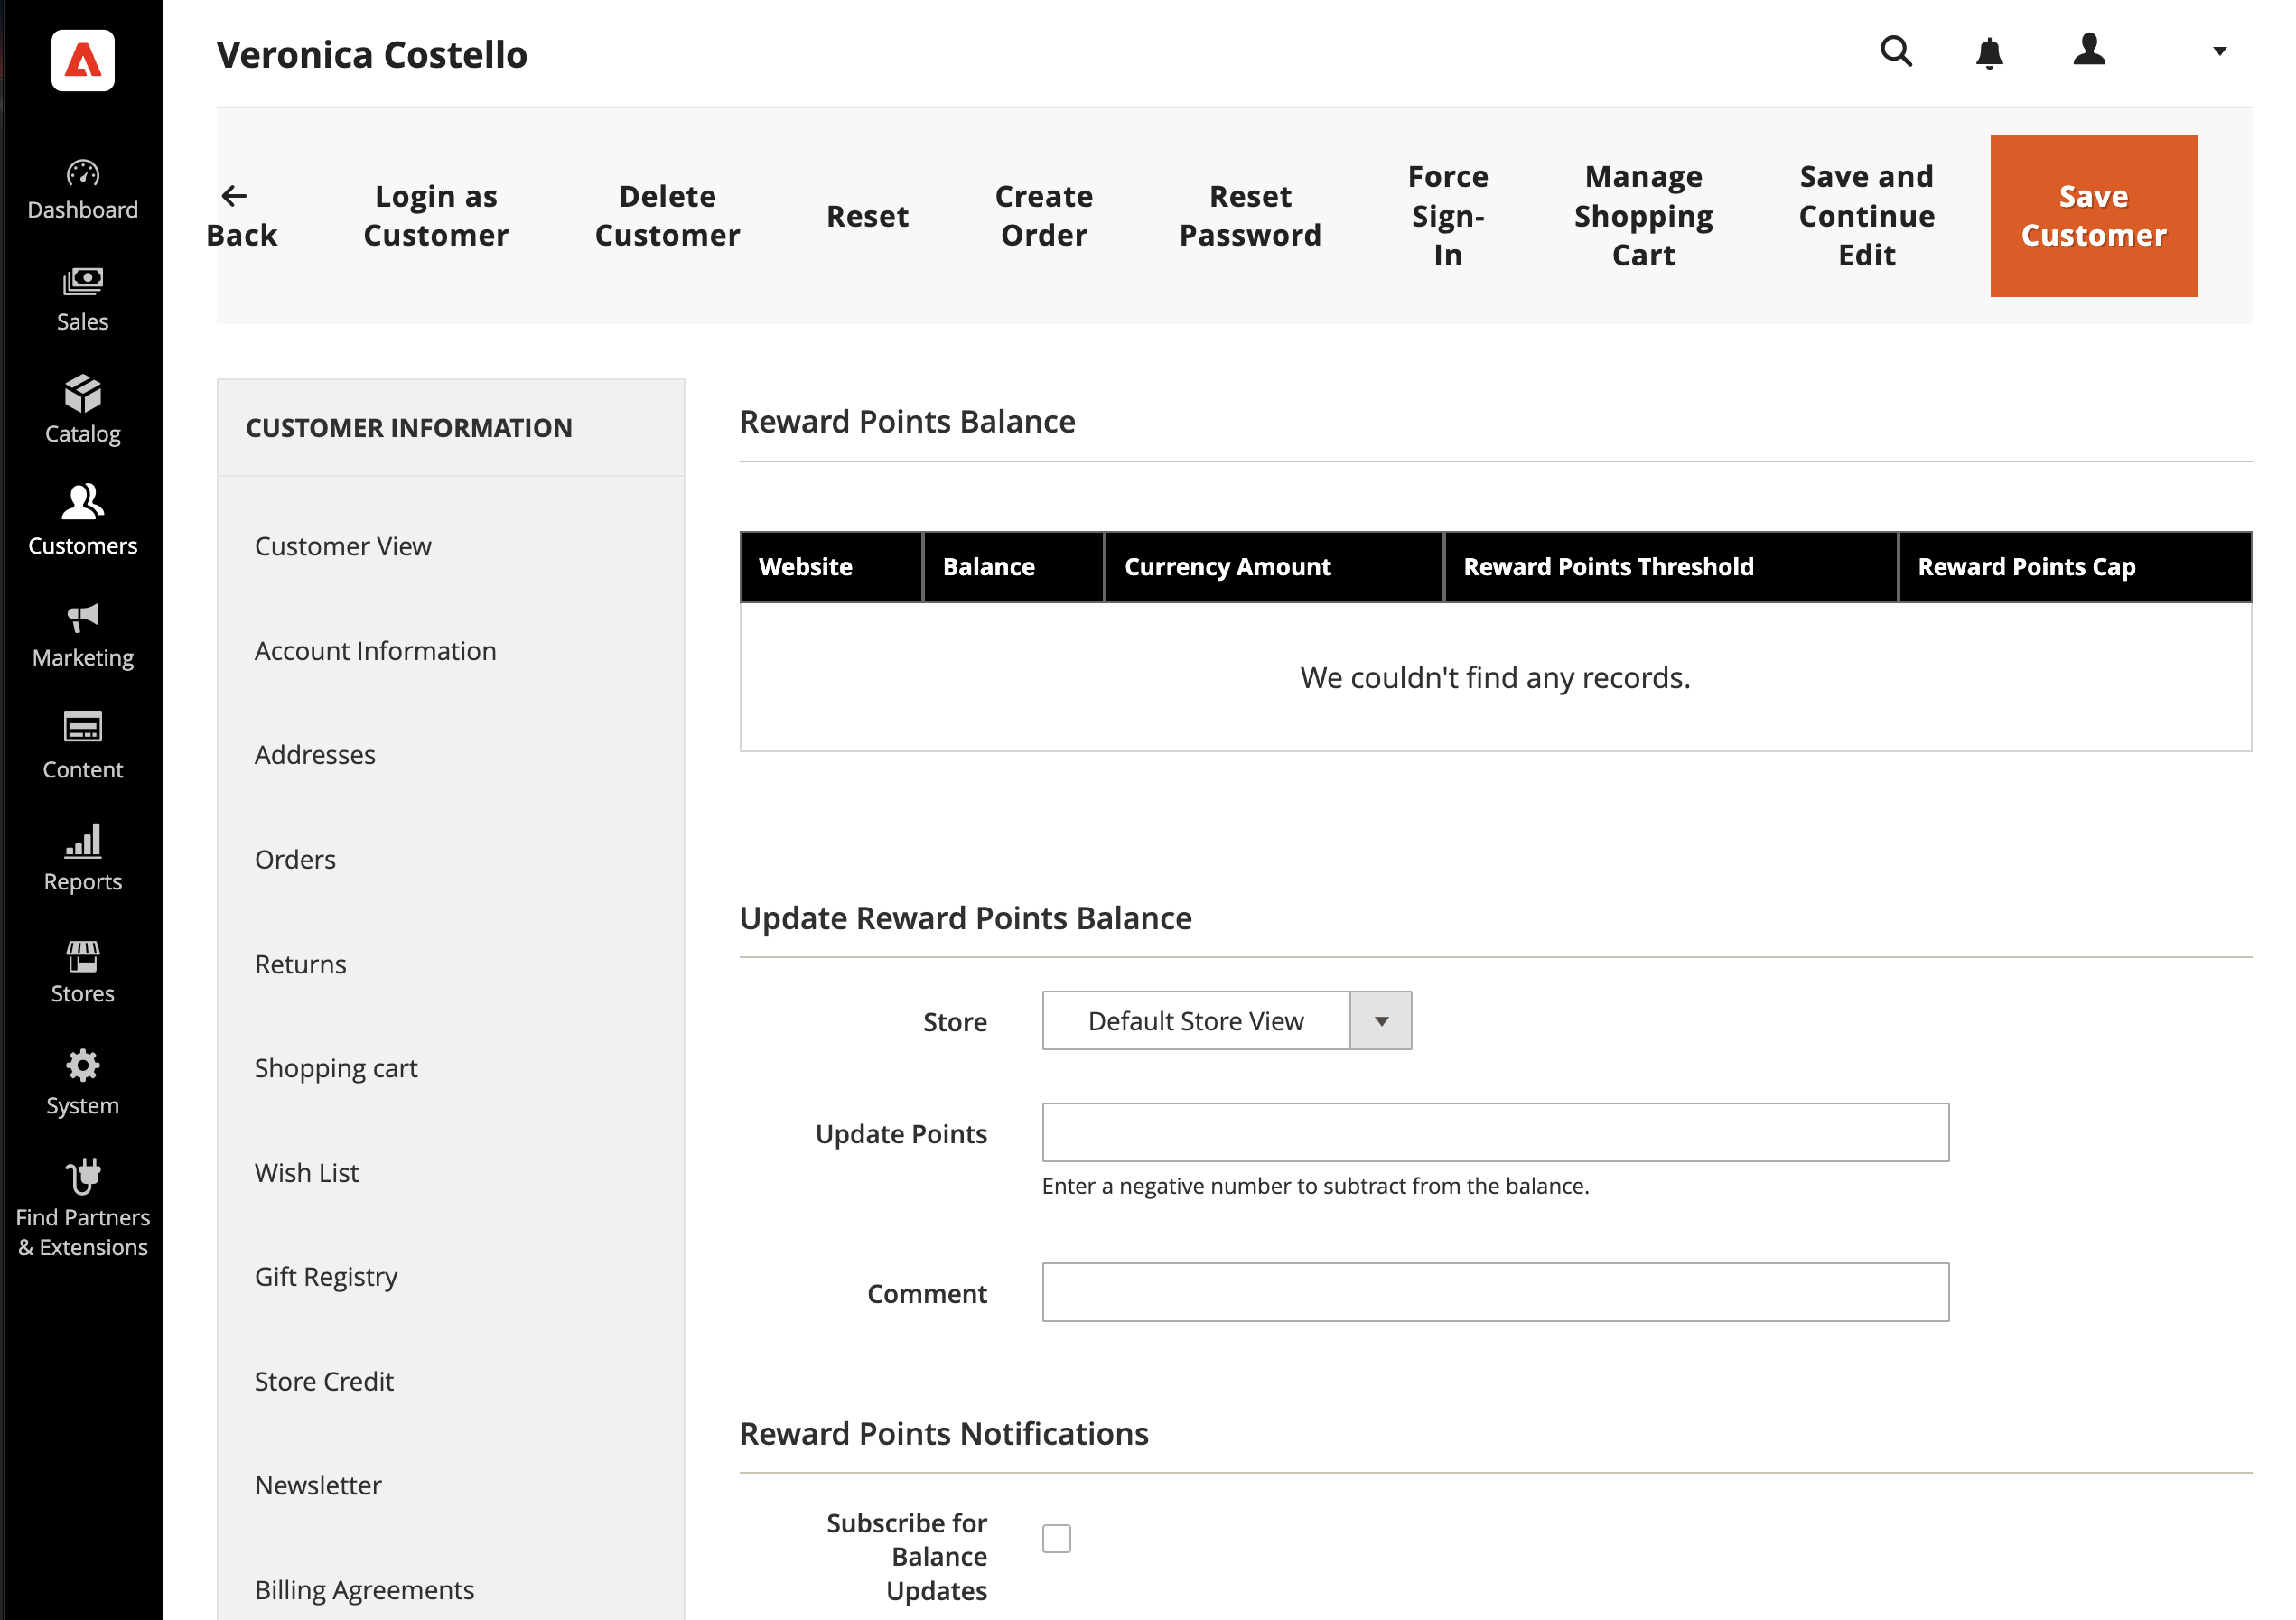 Veronica Costello
Dashboard
Sales
Catalog
Customers
Marketing
Content
Reports
Stores
System
Find Partners
& Extensions
Back
Login as
Customer
Delete
Customer
Reset
Create
Order
Reset
Password
Force
Sign-
In
Manage
Shopping
Cart
Save and
Continue
Edit
Save
Customer
CUSTOMER INFORMATION
Customer View
Account Information
Addresses
Orders
Returns
Shopping cart
Wish List
Gift Registry
Store Credit
Newsletter
Billing Agreements
Reward Points Balance
Website Balance Currency Amount Reward Points Threshold Reward Points Cap
We couldn't find any records.
Update Reward Points Balance
Store Default Store View
Update Points
Enter a negative number to subtract from the balance.
Comment
Reward Points Notifications
Subscribe for
Balance
Updates